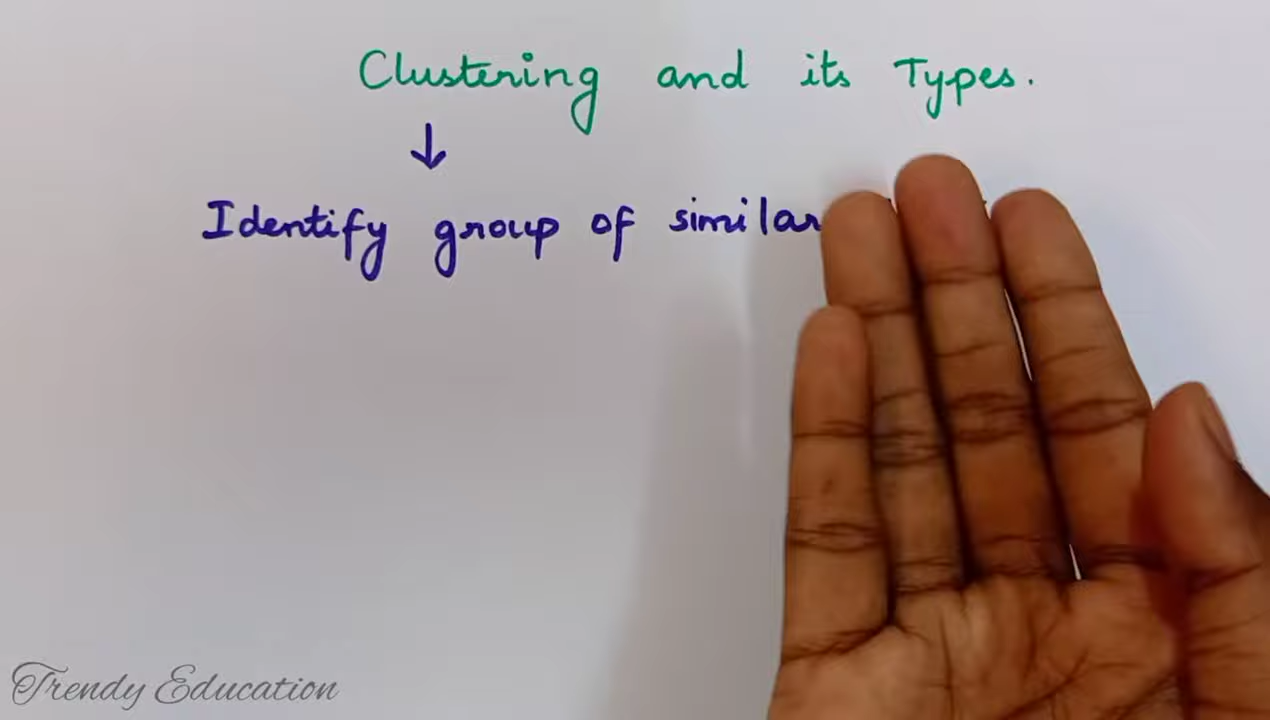 Clustering and its Types.
Identify group of similar
Trendy Education